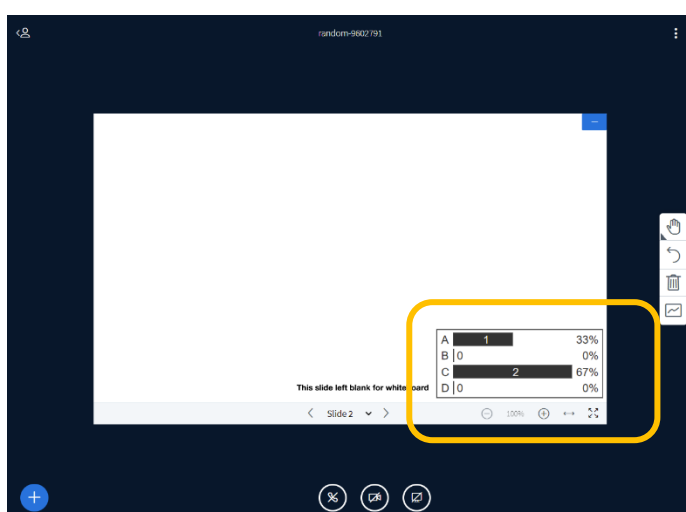 random-9602791
A 1 33%
B 0 0%
C 2 67%
D 0 0%
This slide left blank for whiteboard
Slide 2
100%